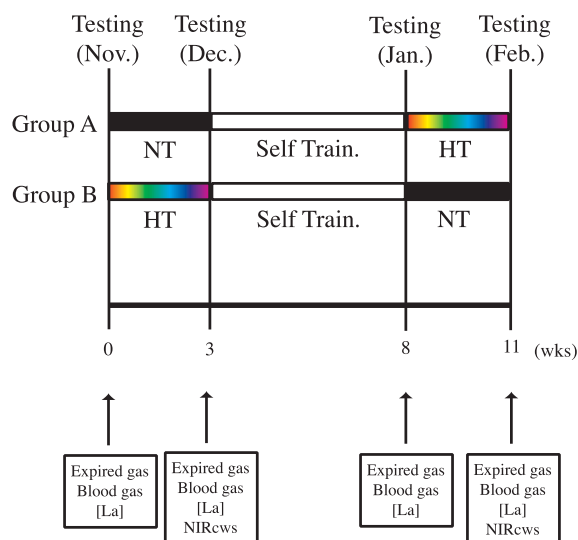 Testing Testing Testing Testing
(Nov.) (Dec.) (Jan.) (Feb.)
Group A
NT Self Train. HT
Group B
HT Self Train. NT
0 3 8 11 (wks)
Expired gas
Blood gas
[La]
Expired gas
Blood gas
[La]
NIRcws
Expired gas
Blood gas
[La]
Expired gas
Blood gas
[La]
NIRcws